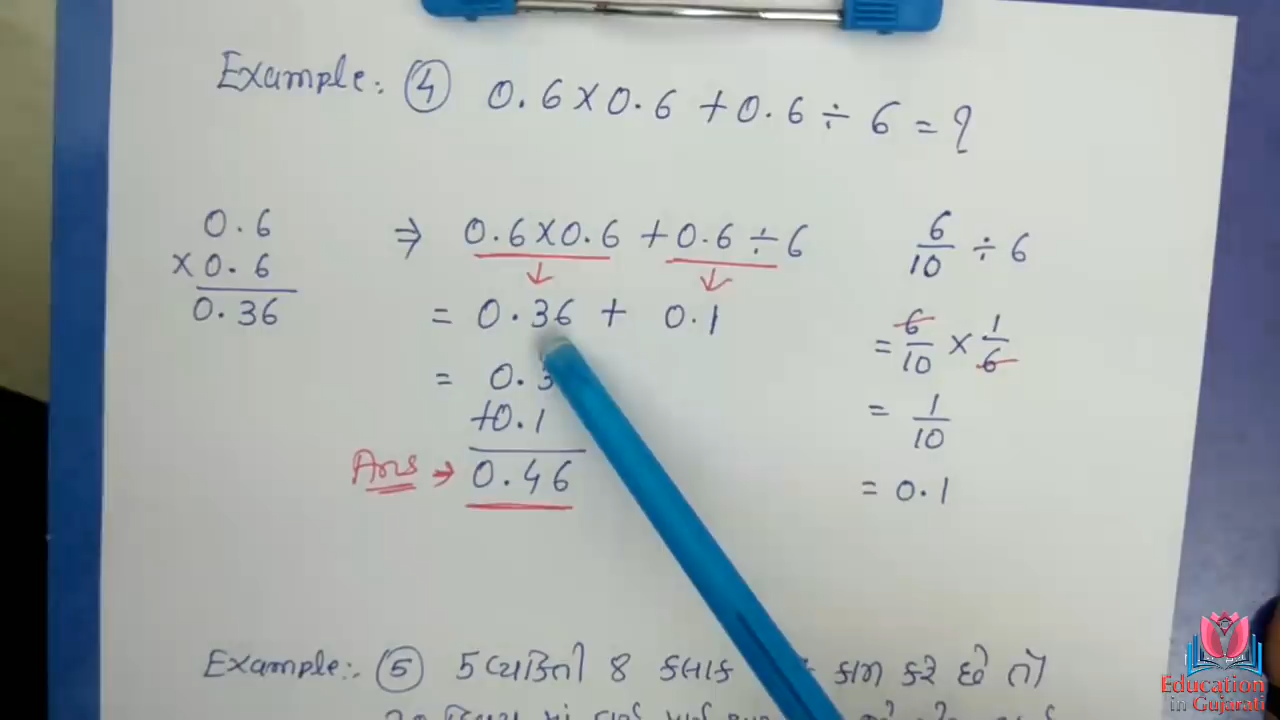 Example: ④ 0.6×0.6 +0.6÷ 6 = ?
0.6
×0.6
0.36
⇒ 0.6×0.6 +0.6÷6
= 0.36 + 0.1
= 0.3
+0.1
Ans → 0.46
6/10 ÷ 6
= 6/10 × 1/6
= 1/10
= 0.1
Example:. ⑤ 5 વ્યકિતી 8 કલાક કામ કરે છે તો
Education
in Gujarati